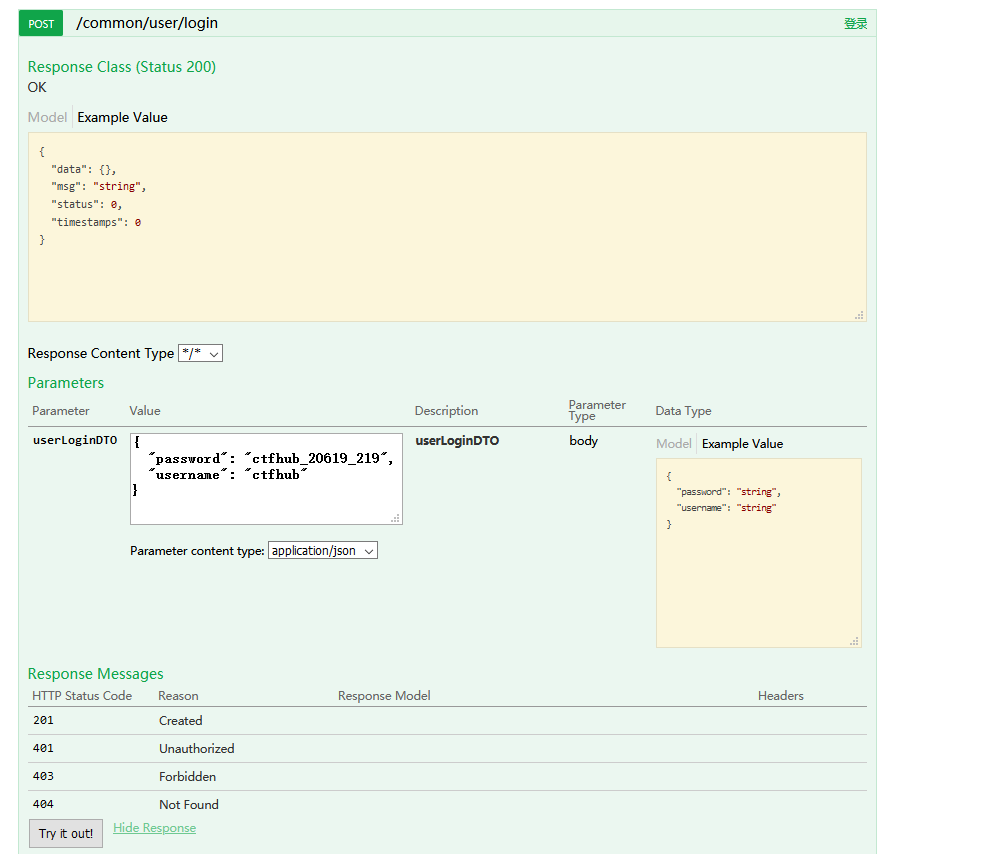 POST /common/user/login 登录
Response Class (Status 200)
OK
Model Example Value
{
"data": {},
"msg": "string",
"status": 0,
"timestamps": 0
}
Response Content Type */*
Parameters
Parameter Value Description Parameter Type Data Type
userLoginDTO
{
"password": "ctfhub_20619_219",
"username": "ctfhub"
}
Parameter content type: application/json
userLoginDTO
body
Model Example Value
{
"password": "string",
"username": "string"
}
Response Messages
HTTP Status Code Reason Response Model Headers
201 Created
401 Unauthorized
403 Forbidden
404 Not Found
Try it out! Hide Response